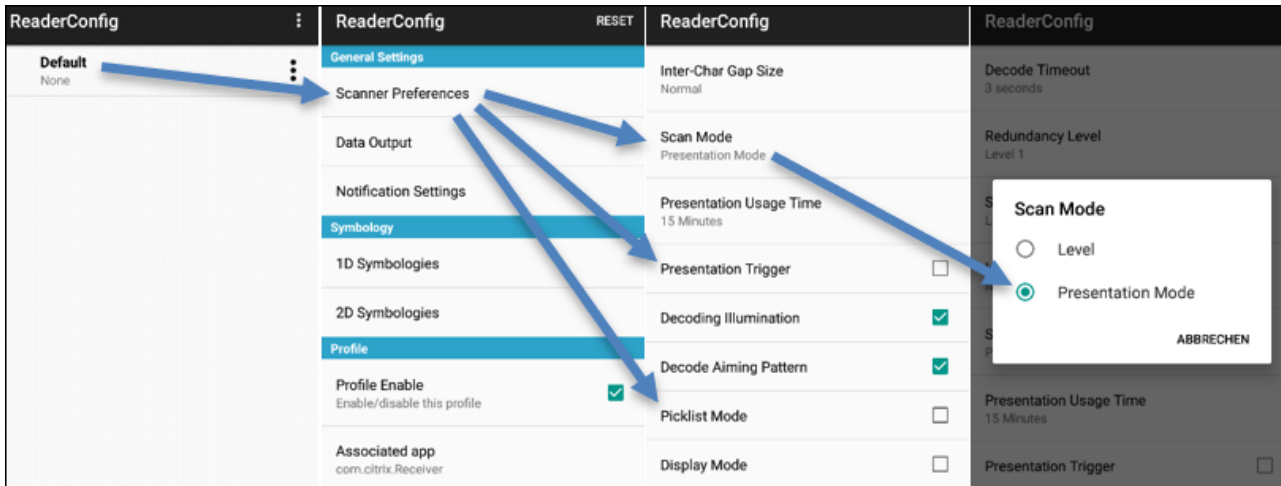 ReaderConfig
Default
None
ReaderConfig
RESET
General Settings
Scanner Preferences
Data Output
Notification Settings
Symbology
1D Symbologies
2D Symbologies
Profile
Profile Enable
Enable/disable this profile
Associated app
com.citrix.Receiver
ReaderConfig
Inter-Char Gap Size
Normal
Scan Mode
Presentation Mode
Presentation Usage Time
15 Minutes
Presentation Trigger
Decoding Illumination
Decode Aiming Pattern
Picklist Mode
Display Mode
ReaderConfig
Decode Timeout
3 seconds
Redundancy Level
Level 1
Scan Mode
Level
Presentation Mode
ABBRECHEN
Presentation Usage Time
15 Minutes
Presentation Trigger